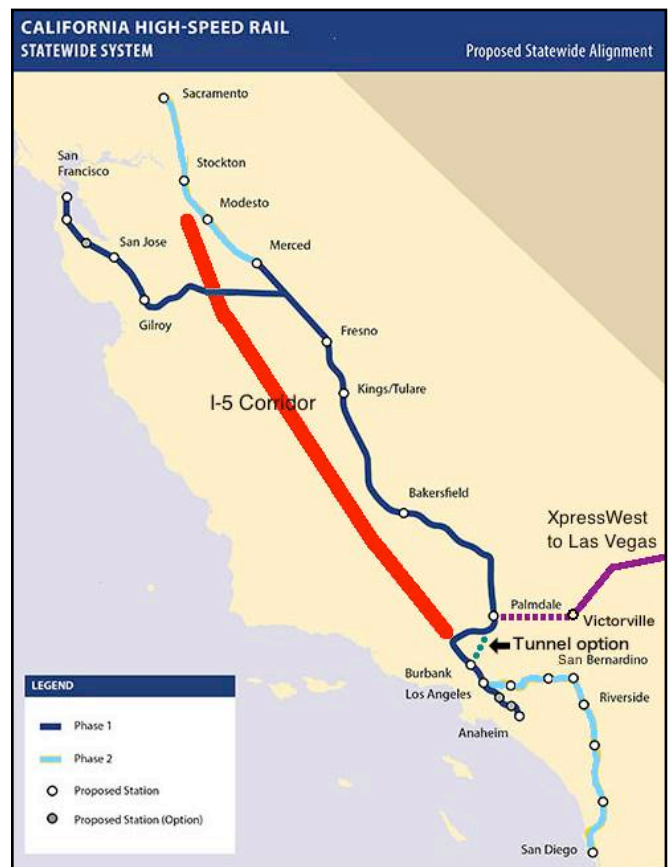 CALIFORNIA HIGH-SPEED RAIL
STATEWIDE SYSTEM
Proposed Statewide Alignment
Sacramento
Stockton
San
Francisco
Modesto
San Jose
Merced
Gilroy
Fresno
Kings/Tulare
I-5 Corridor
Bakersfield
XpressWest
to Las Vegas
Palmdale
Victorville
Tunnel option
San Bernardino
Burbank
Los Angeles
Riverside
Anaheim
San Diego
LEGEND
Phase 1
Phase 2
Proposed Station
Proposed Station (Option)